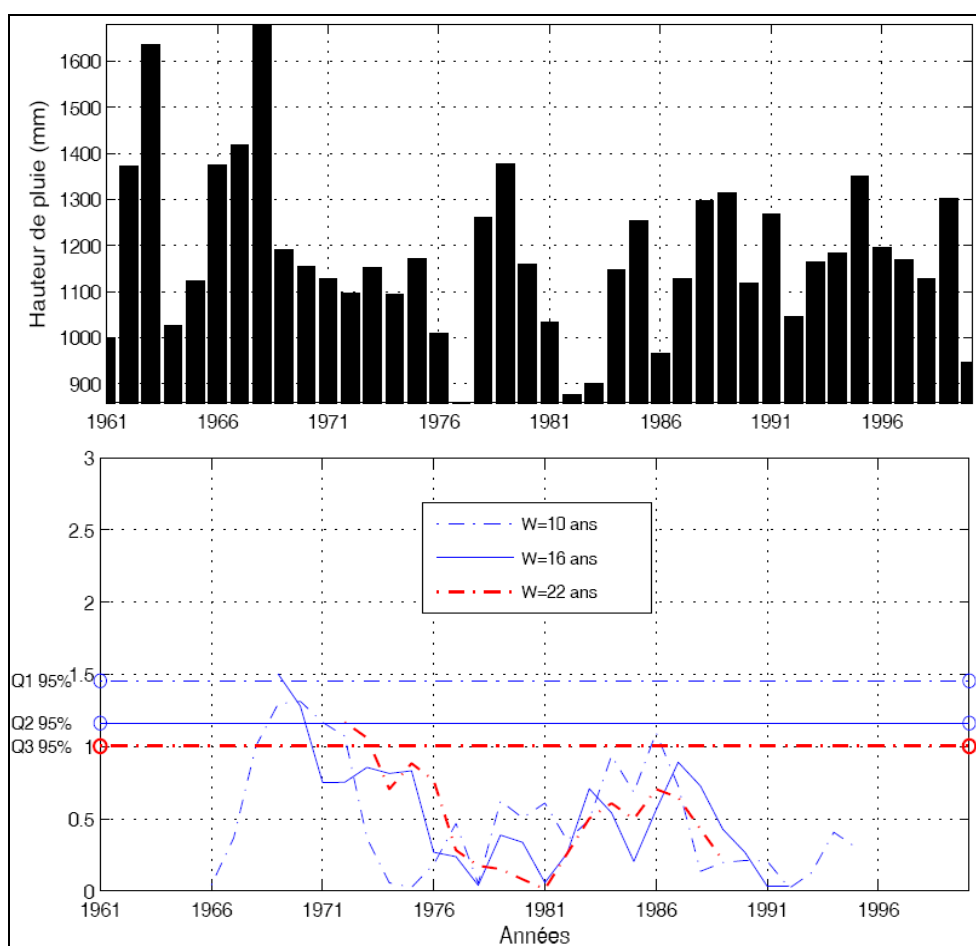 Hauteur de pluie (mm)
1600
1500
1400
1300
1200
1100
1000
900
1961 1966 1971 1976 1981 1986 1991 1996
3
2.5
2
1.5
1
0.5
0
Q1 95%
Q2 95%
Q3 95%
W=10 ans
W=16 ans
W=22 ans
1961 1966 1971 1976 1981 1986 1991 1996
Années